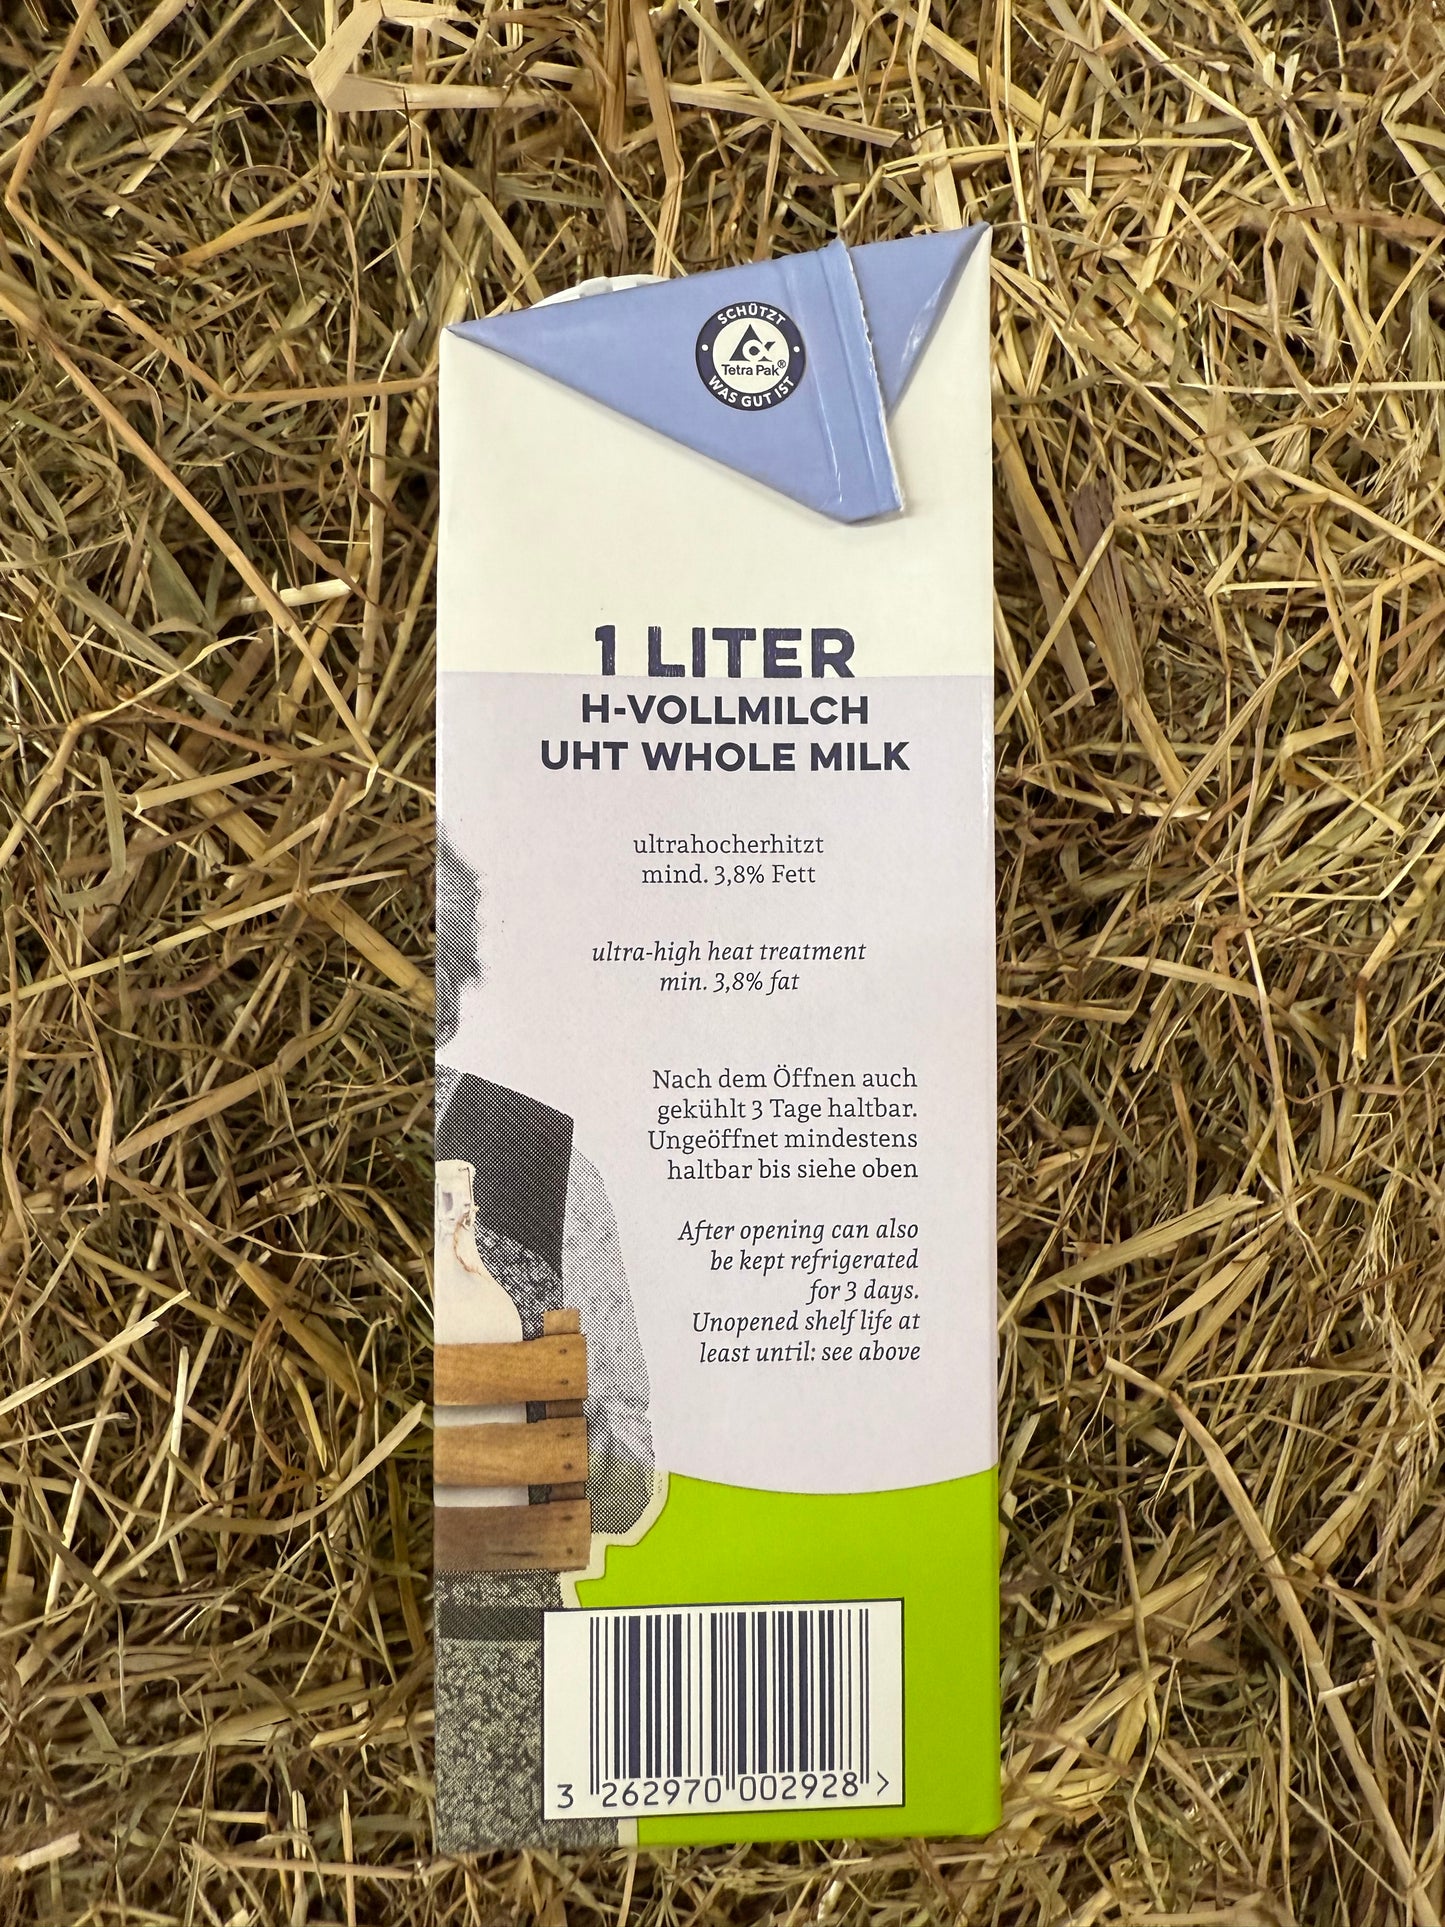 SCHÜTZT
Tetra Pak®
WAS GUT IST
1 LITER
H-VOLLMILCH
UHT WHOLE MILK
ultrahocherhitzt
mind. 3,8% Fett
ultra-high heat treatment
min. 3,8% fat
Nach dem Öffnen auch
gekühlt 3 Tage haltbar.
Ungeöffnet mindestens
haltbar bis siehe oben
After opening can also
be kept refrigerated
for 3 days.
Unopened shelf life at
least until: see above
3 262970 002928 >